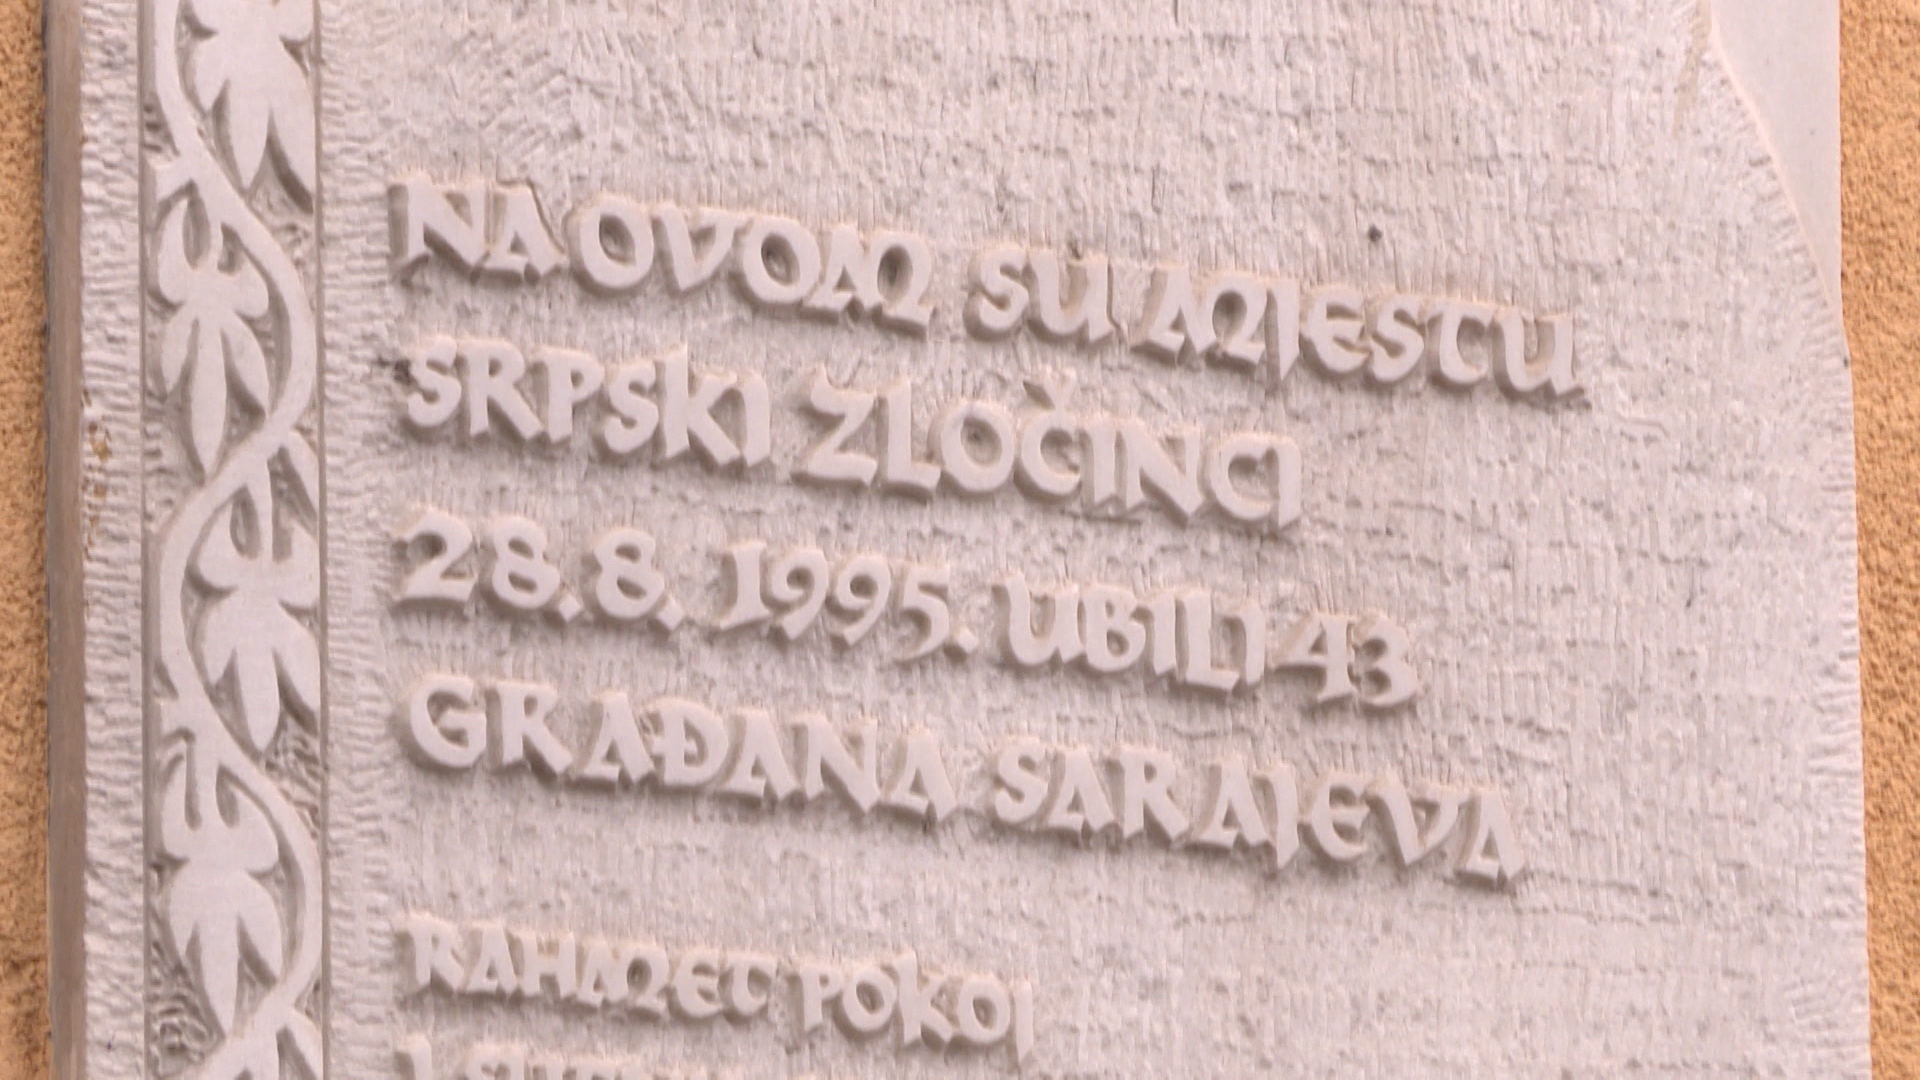 NA OVOM SU MJESTU
SRPSKI ZLOČINCI
28.8.1995. UBILI 43
GRAĐANA SARAJEVA
RAHMET POKOJ